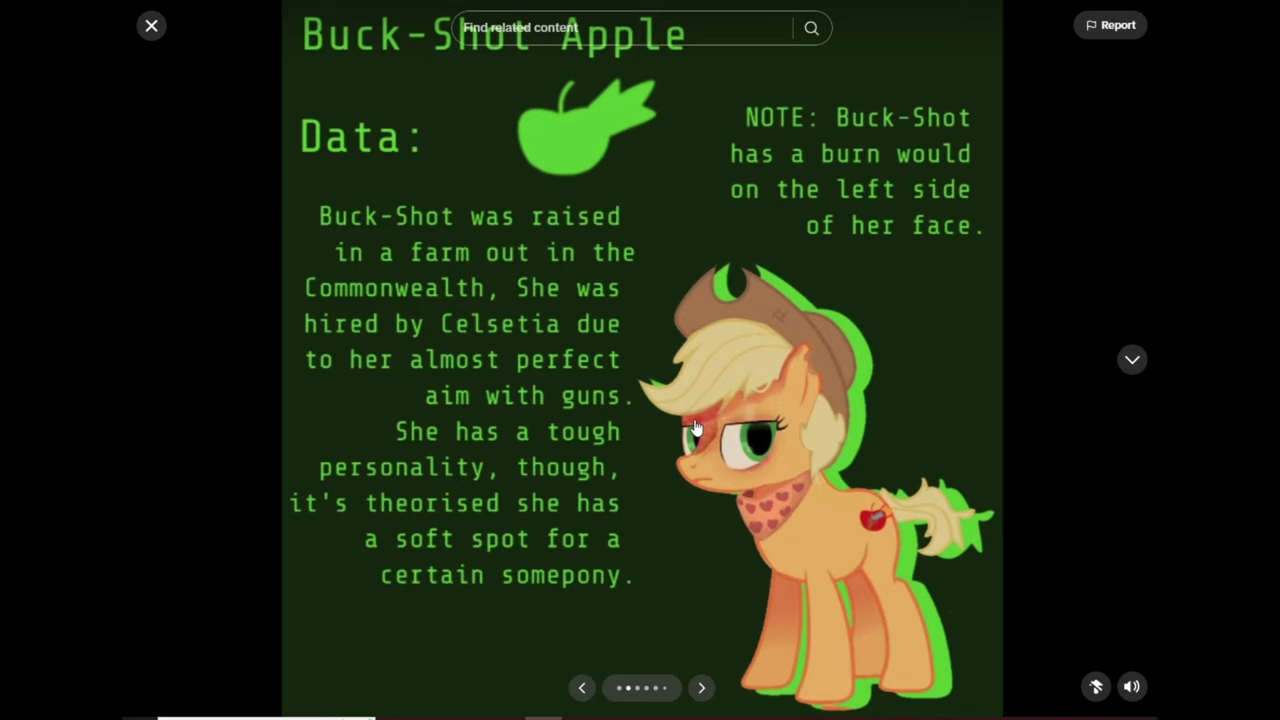 Buck-Shot Apple
Find related content
Report
Data:
NOTE: Buck-Shot
has a burn would
on the left side
of her face.
Buck-Shot was raised
in a farm out in the
Commonwealth, She was
hired by Celsetia due
to her almost perfect
aim with guns.
She has a tough
personality, though,
it's theorised she has
a soft spot for a
certain somepony.